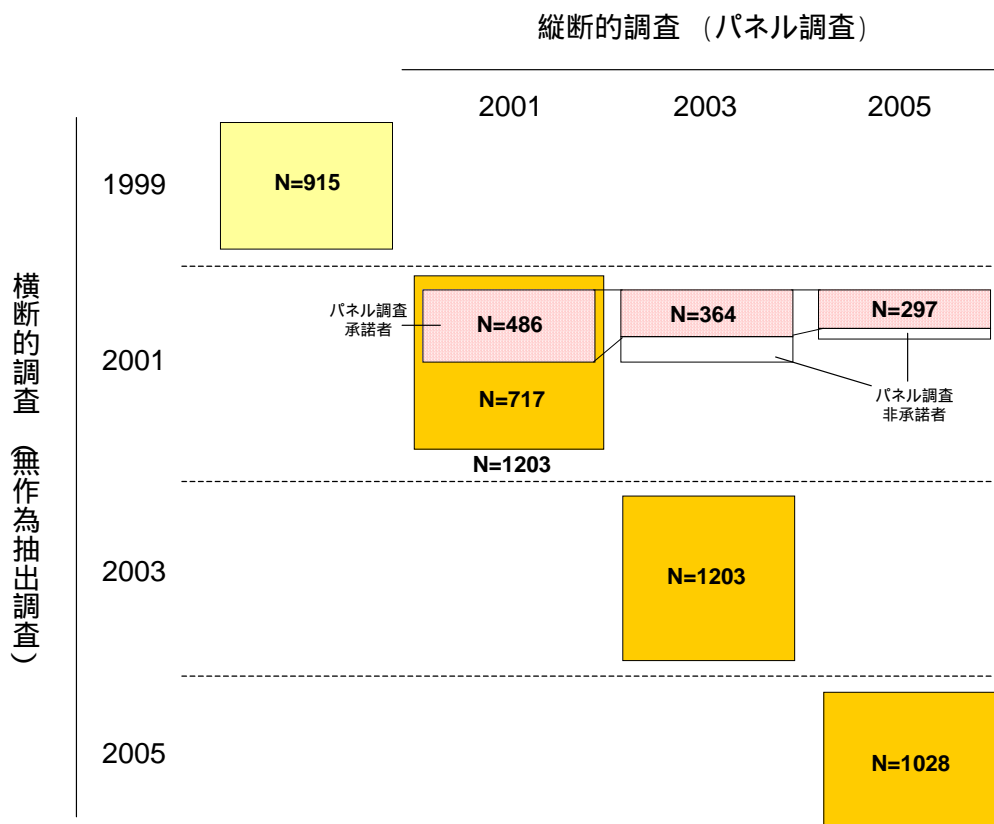 縦断的調査 (パネル調査)
2001 2003 2005
横断的調査 (無作為抽出調査)
1999
N=915
2001
パネル調査
承諾者
N=486
N=364
N=297
N=717
パネル調査
非承諾者
N=1203
2003
N=1203
2005
N=1028